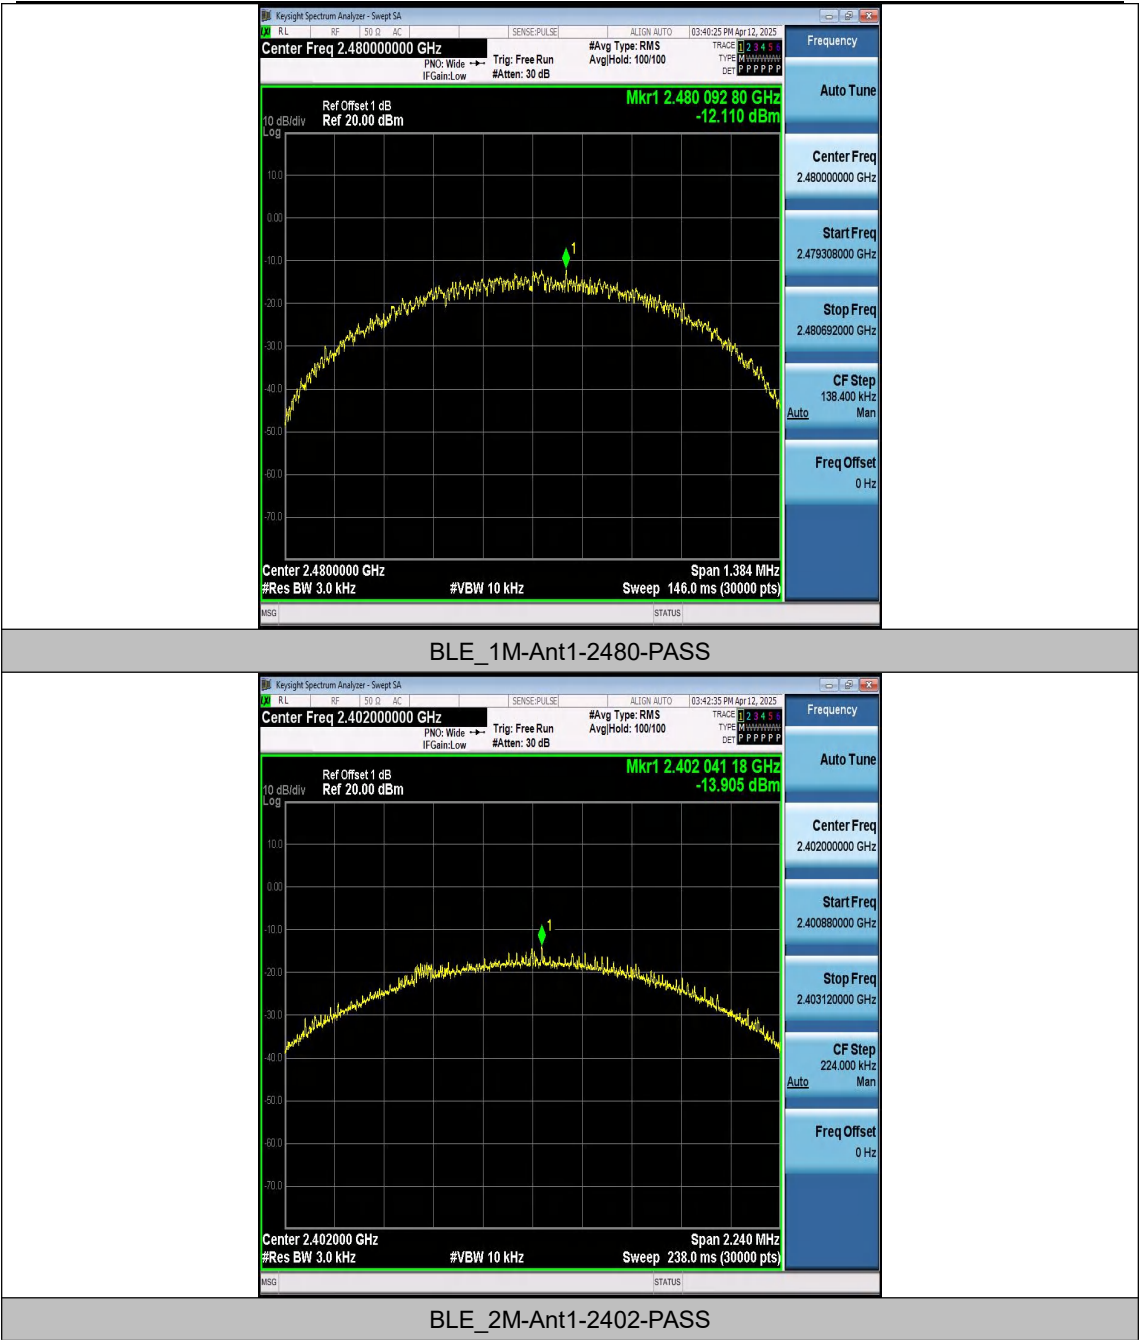 Keysight Spectrum Analyzer - Swept SA
RL RF 50 Ω AC SENSE:PULSE ALIGN AUTO 03:40:25 PM Apr 12, 2025
Center Freq 2.480000000 GHz
PNO: Wide
IFGain:Low
Trig: Free Run
#Atten: 30 dB
#Avg Type: RMS
Avg|Hold: 100/100
TRACE 1 2 3 4 5 6
TYPE M
DET P P P P P P
Frequency
Auto Tune
Center Freq
2.480000000 GHz
Start Freq
2.479308000 GHz
Stop Freq
2.480692000 GHz
CF Step
138.400 kHz
Auto Man
Freq Offset
0 Hz
Mkr1 2.480 092 80 GHz
-12.110 dBm
Ref Offset 1 dB
10 dB/div Ref 20.00 dBm
Log
10.0
0.00
-10.0
-20.0
-30.0
-40.0
-50.0
-60.0
-70.0
1
Center 2.4800000 GHz Span 1.384 MHz
#Res BW 3.0 kHz #VBW 10 kHz Sweep 146.0 ms (30000 pts)
MSG STATUS
BLE_1M-Ant1-2480-PASS
Keysight Spectrum Analyzer - Swept SA
RL RF 50 Ω AC SENSE:PULSE ALIGN AUTO 03:42:35 PM Apr 12, 2025
Center Freq 2.402000000 GHz
PNO: Wide
IFGain:Low
Trig: Free Run
#Atten: 30 dB
#Avg Type: RMS
Avg|Hold: 100/100
TRACE 1 2 3 4 5 6
TYPE M
DET P P P P P P
Frequency
Auto Tune
Center Freq
2.402000000 GHz
Start Freq
2.400880000 GHz
Stop Freq
2.403120000 GHz
CF Step
224.000 kHz
Auto Man
Freq Offset
0 Hz
Mkr1 2.402 041 18 GHz
-13.905 dBm
Ref Offset 1 dB
10 dB/div Ref 20.00 dBm
Log
10.0
0.00
-10.0
-20.0
-30.0
-40.0
-50.0
-60.0
-70.0
1
Center 2.402000 GHz Span 2.240 MHz
#Res BW 3.0 kHz #VBW 10 kHz Sweep 238.0 ms (30000 pts)
MSG STATUS
BLE_2M-Ant1-2402-PASS